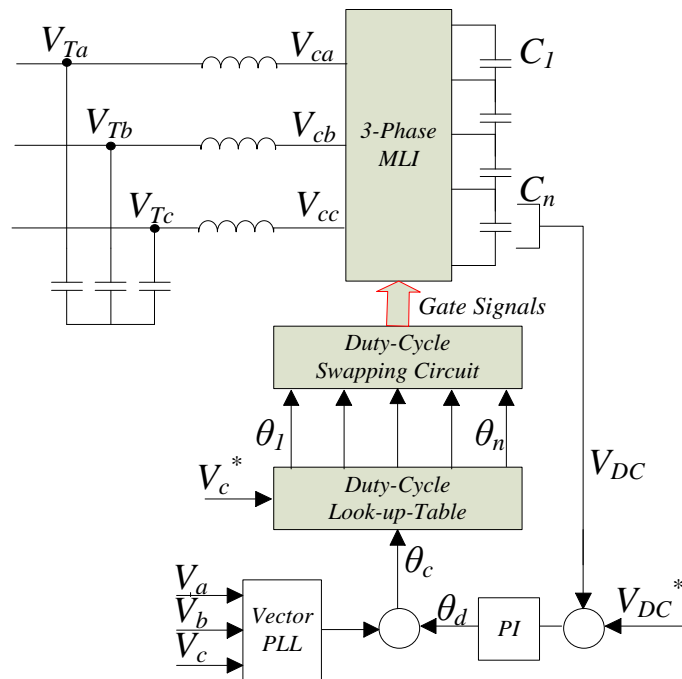 V_Ta
V_ca
C_1
V_Tb
V_cb
3-Phase
MLI
V_Tc
V_cc
C_n
Gate Signals
Duty-Cycle
Swapping Circuit
θ_1
θ_n
V_c*
Duty-Cycle
Look-up-Table
V_DC
θ_c
V_a
V_b
V_c
Vector
PLL
θ_d
PI
V_DC*